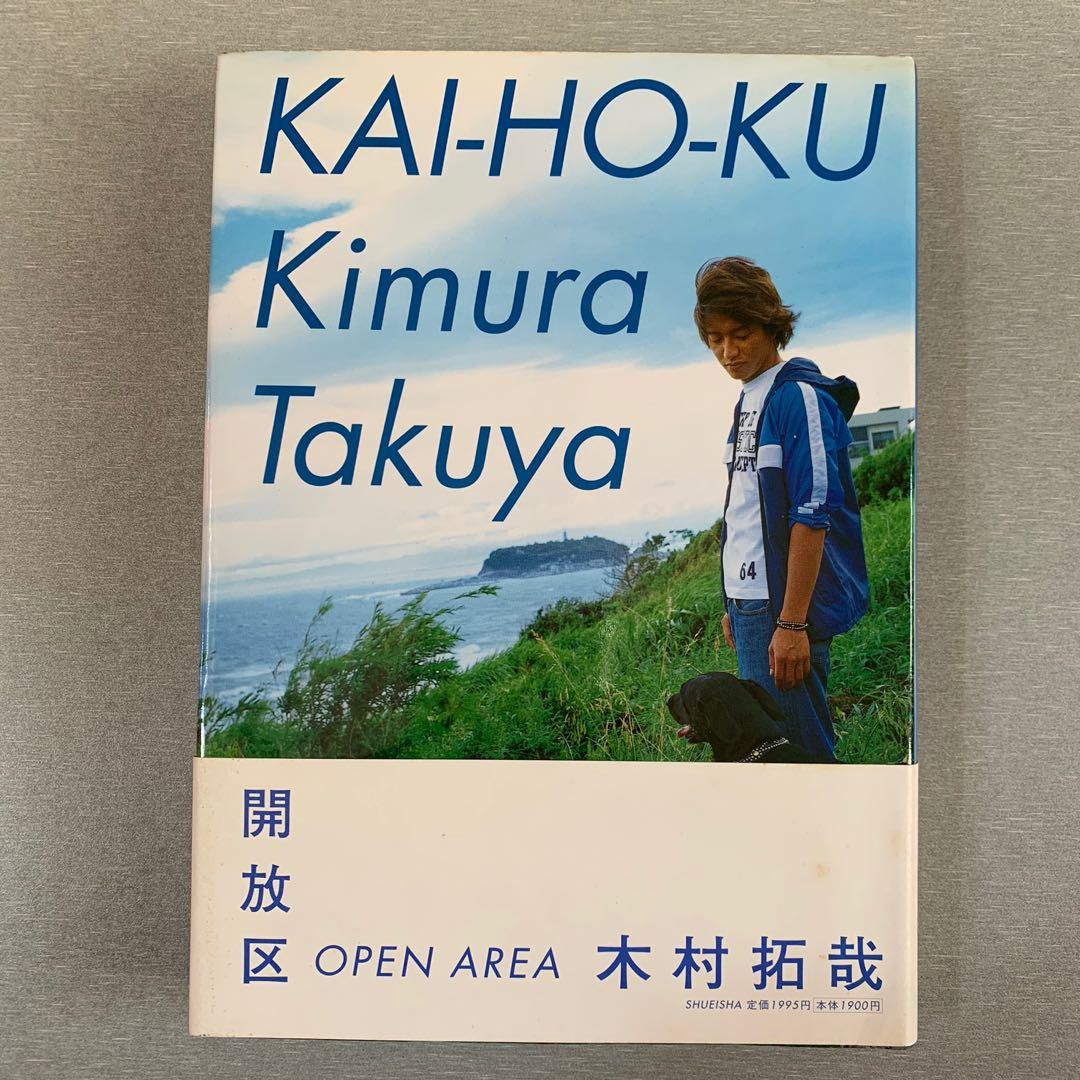 KAI-HO-KU
Kimura
Takuya
64
開放区
OPEN AREA
木村拓哉
SHUEISHA 定価1995円 本体1900円